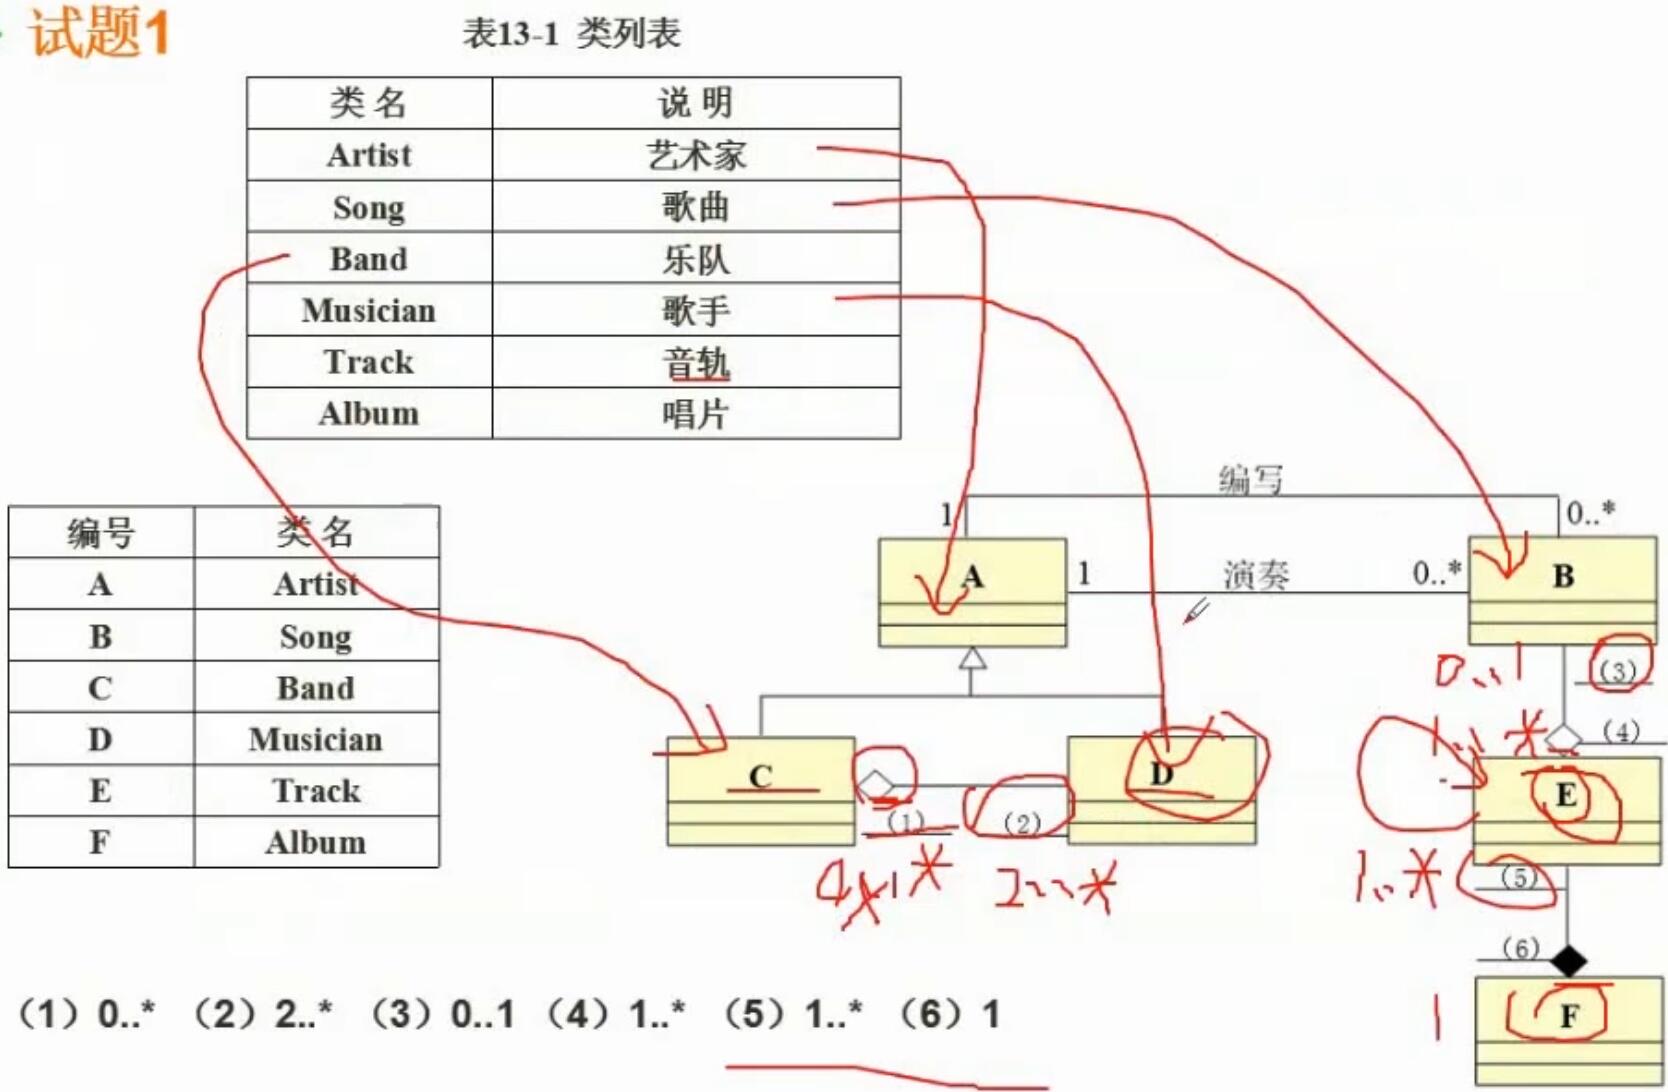 试题1
表13-1 类列表
类 名 说 明
Artist 艺术家
Song 歌曲
Band 乐队
Musician 歌手
Track 音轨
Album 唱片
编号 类 名
A Artist
B Song
C Band
D Musician
E Track
F Album
编写
1 0..*
A 1 演奏 0..* B
0..1 (3)
1..* (4)
C D
E
(1) (2)
0..* 2..*
1..* (5)
(6)
1 F
(1) 0..* (2) 2..* (3) 0..1 (4) 1..* (5) 1..* (6) 1